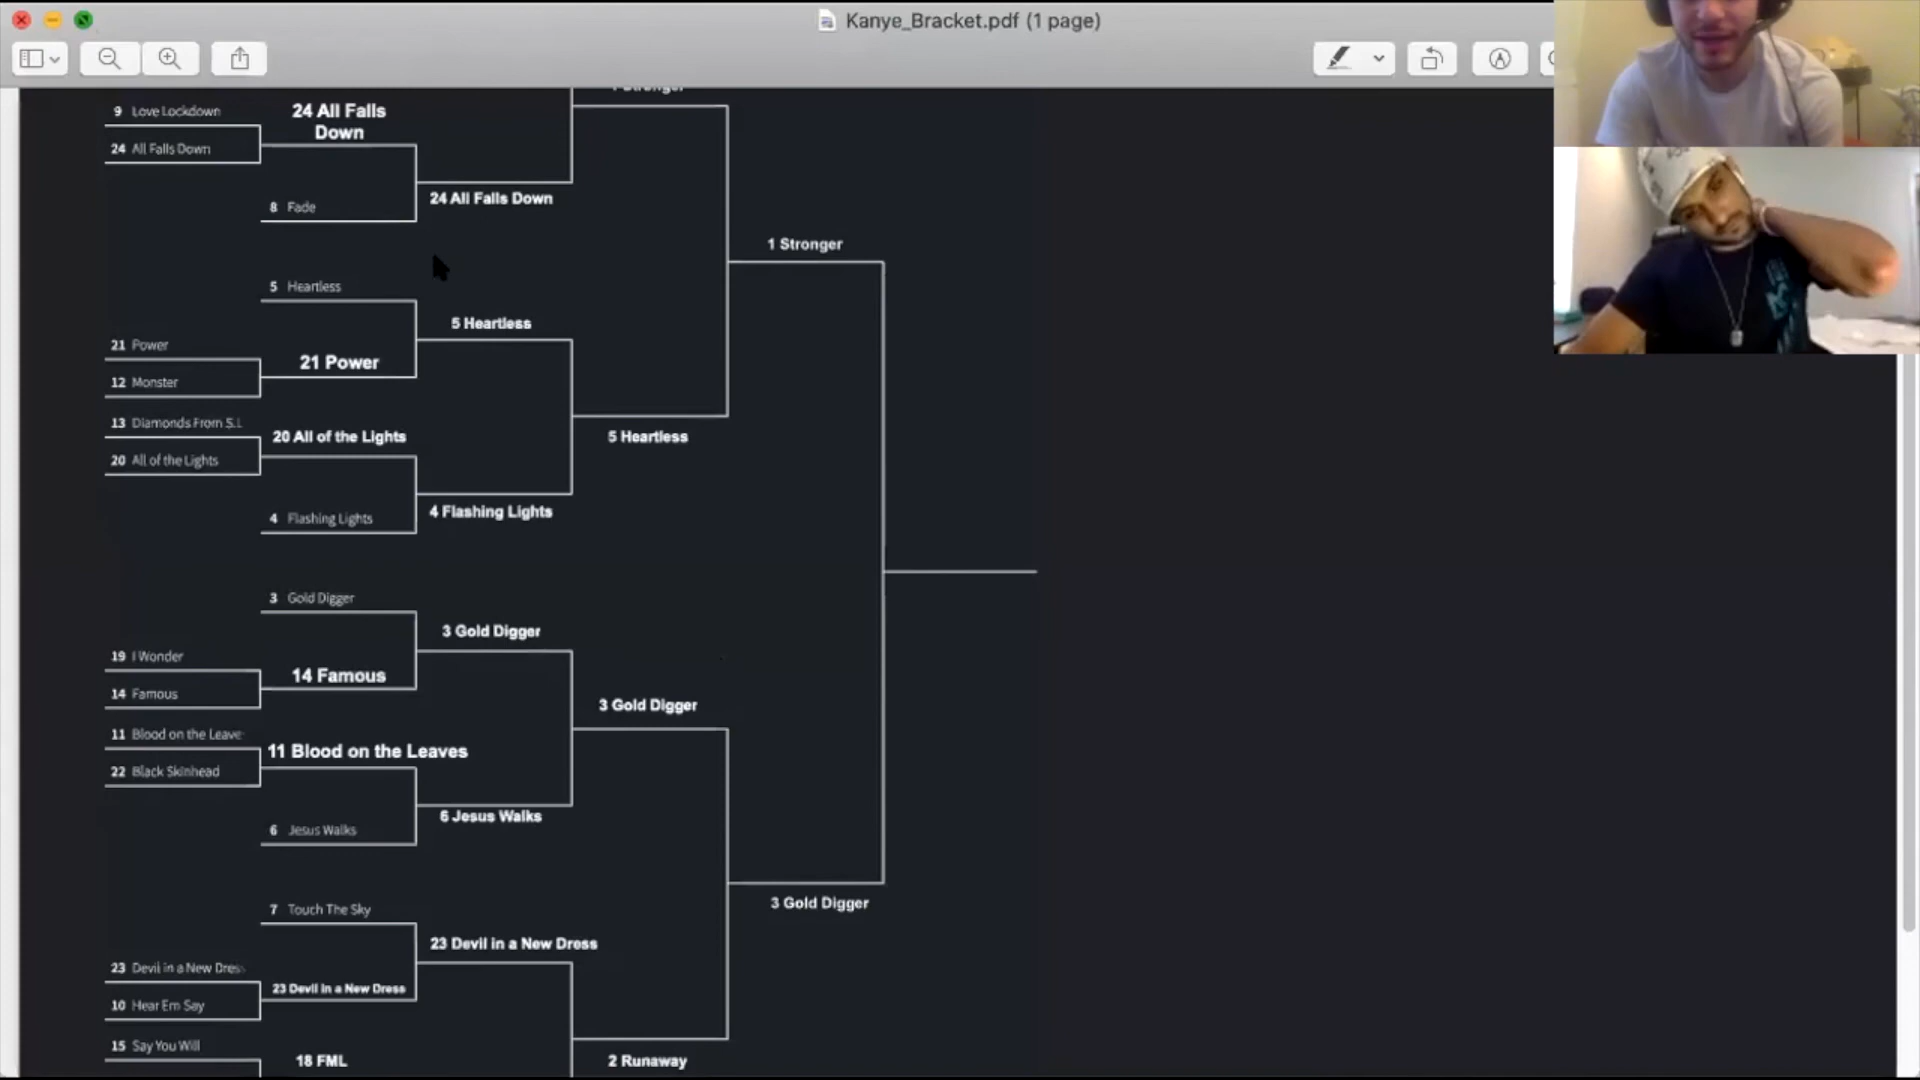 Kanye_Bracket.pdf (1 page)
1 Stronger
9 Love Lockdown
24 All Falls
Down
24 All Falls Down
24 All Falls Down
8 Fade
1 Stronger
5 Heartless
5 Heartless
21 Power
21 Power
12 Monster
13 Diamonds From S.L
20 All of the Lights
5 Heartless
20 All of the Lights
4 Flashing Lights
4 Flashing Lights
3 Gold Digger
3 Gold Digger
19 I Wonder
14 Famous
14 Famous
3 Gold Digger
11 Blood on the Leave
11 Blood on the Leaves
22 Black Skinhead
6 Jesus Walks
6 Jesus Walks
3 Gold Digger
7 Touch The Sky
23 Devil in a New Dress
23 Devil in a New Dress
23 Devil in a New Dress
10 Hear Em Say
15 Say You Will
18 FML
2 Runaway